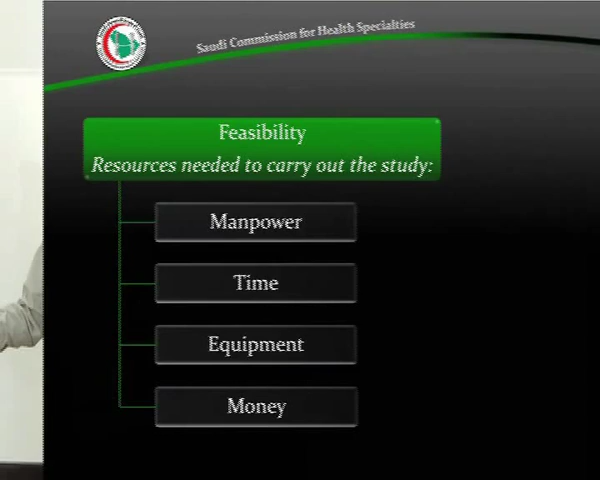 Saudi Commission for Health Specialties
Feasibility
Resources needed to carry out the study:
Manpower
Time
Equipment
Money